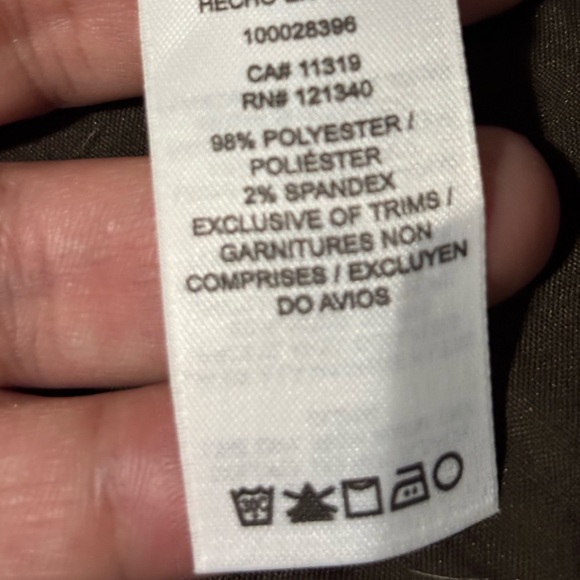 HECHO
100028396
CA# 11319
RN# 121340
98% POLYESTER /
POLIÉSTER
2% SPANDEX
EXCLUSIVE OF TRIMS /
GARNITURES NON
COMPRISES / EXCLUYEN
DO AVIOS